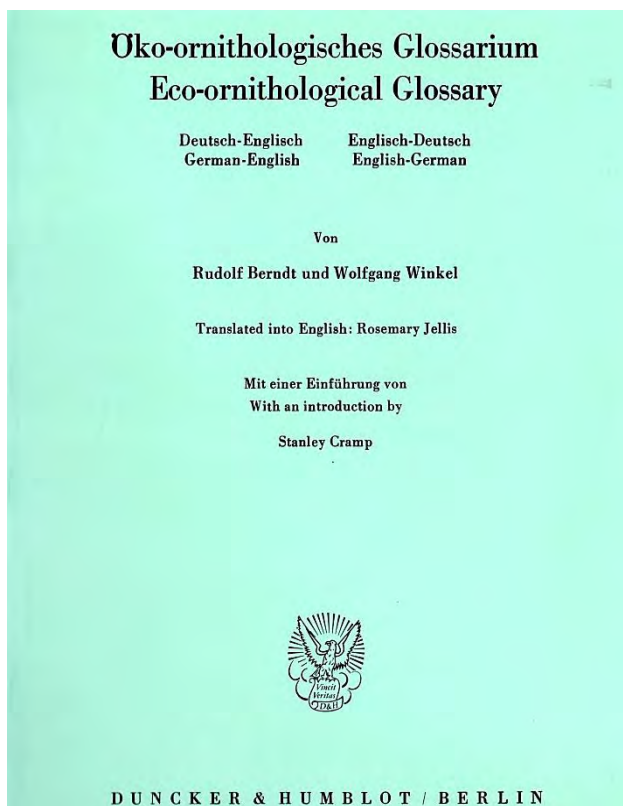 Öko-ornithologisches Glossarium
Eco-ornithological Glossary
Deutsch-Englisch
German-English
Englisch-Deutsch
English-German
Von
Rudolf Berndt und Wolfgang Winkel
Translated into English: Rosemary Jellis
Mit einer Einführung von
With an introduction by
Stanley Cramp
Vincit
Veritas
D&H
DUNCKER & HUMBLOT / BERLIN